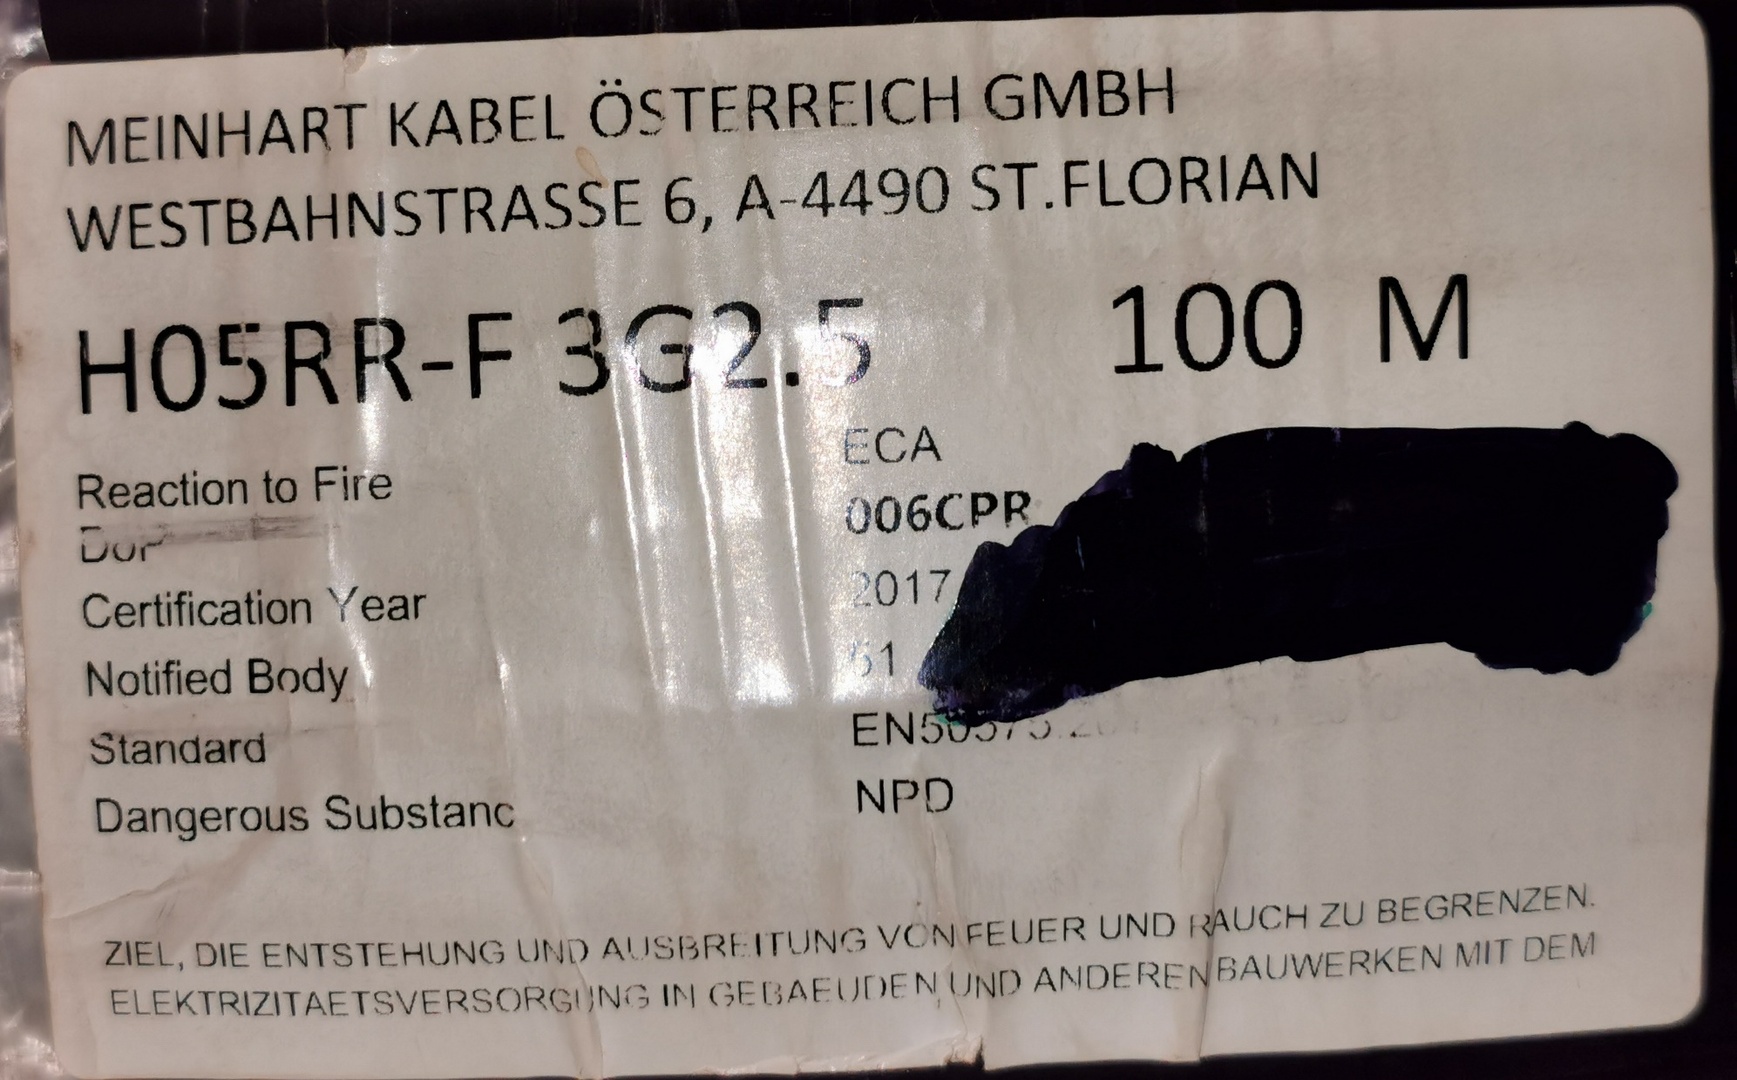 MEINHART KABEL ÖSTERREICH GMBH
WESTBAHNSTRASSE 6, A-4490 ST.FLORIAN
H05RR-F 3G2.5 100 M
Reaction to Fire ECA
DoP 006CPR
Certification Year 2017
Notified Body 51
Standard
Dangerous Substanc NPD
ZIEL, DIE ENTSTEHUNG UND AUSBREITUNG VON FEUER UND RAUCH ZU BEGRENZEN.
ELEKTRIZITAETSVERSORGUNG IN GEBAEUDEN UND ANDEREN BAUWERKEN MIT DEM